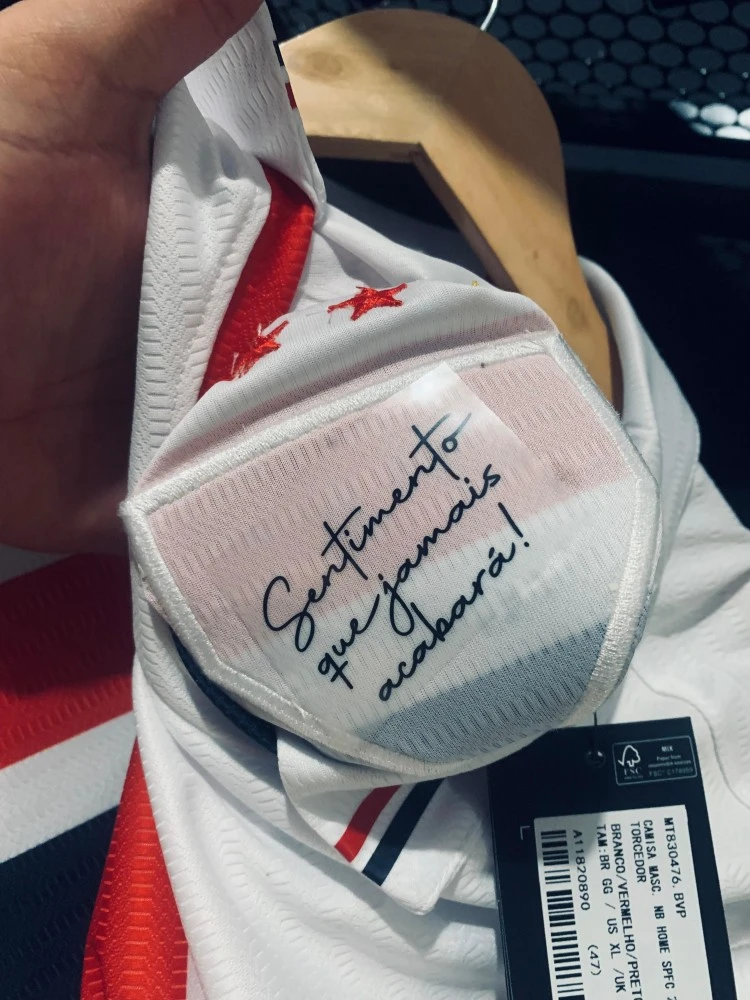 Sentimento
que jamais
acabará!
MIX
FSC
L
MT830476.BVP
CAMISA MASC. NB HOME SPFC
TORCEDOR
BRANCO/VERMELHO/PRETO
TAM:BR GG / US XL /UK
A11820890 (47)